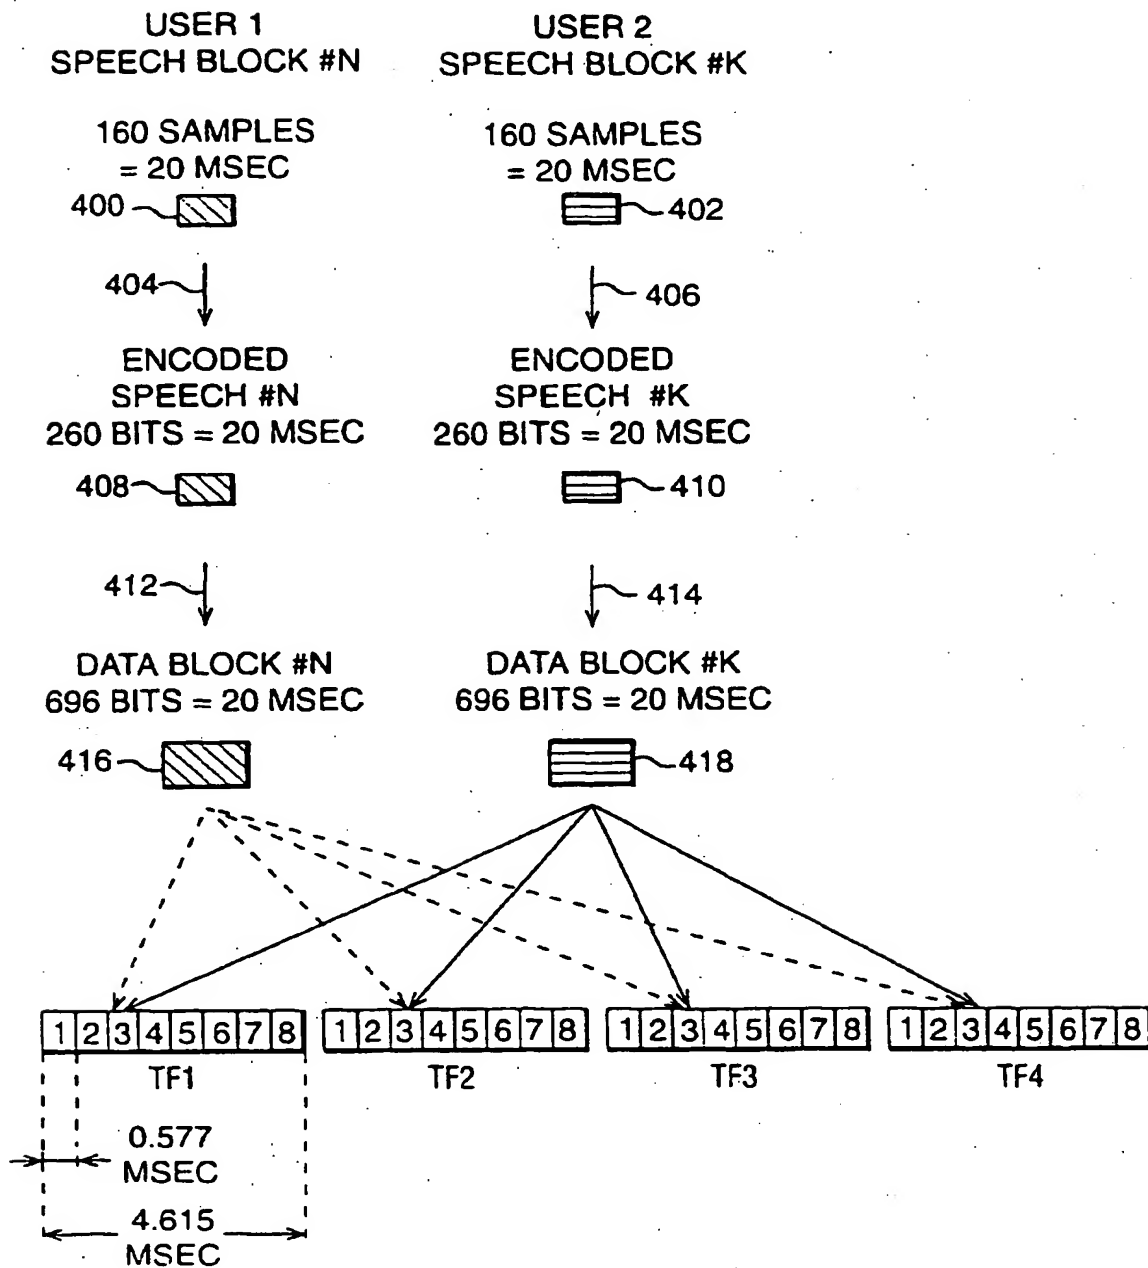 USER 1
SPEECH BLOCK #N
USER 2
SPEECH BLOCK #K
160 SAMPLES
= 20 MSEC
160 SAMPLES
= 20 MSEC
400
402
404
406
ENCODED
SPEECH #N
260 BITS = 20 MSEC
ENCODED
SPEECH #K
260 BITS = 20 MSEC
408
410
412
414
DATA BLOCK #N
696 BITS = 20 MSEC
DATA BLOCK #K
696 BITS = 20 MSEC
416
418
1 2 3 4 5 6 7 8
1 2 3 4 5 6 7 8
1 2 3 4 5 6 7 8
1 2 3 4 5 6 7 8
TF1
TF2
TF3
TF4
0.577
MSEC
4.615
MSEC